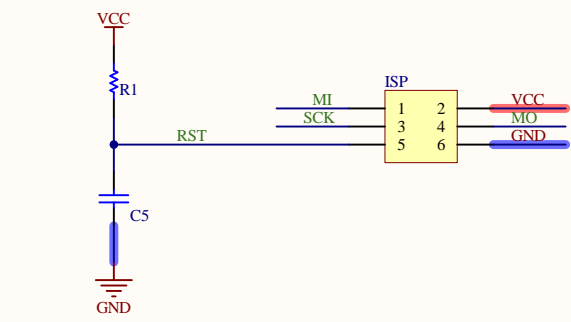 VCC
R1
RST
C5
GND
ISP
MI 1 2 VCC
SCK 3 4 MO
5 6 GND